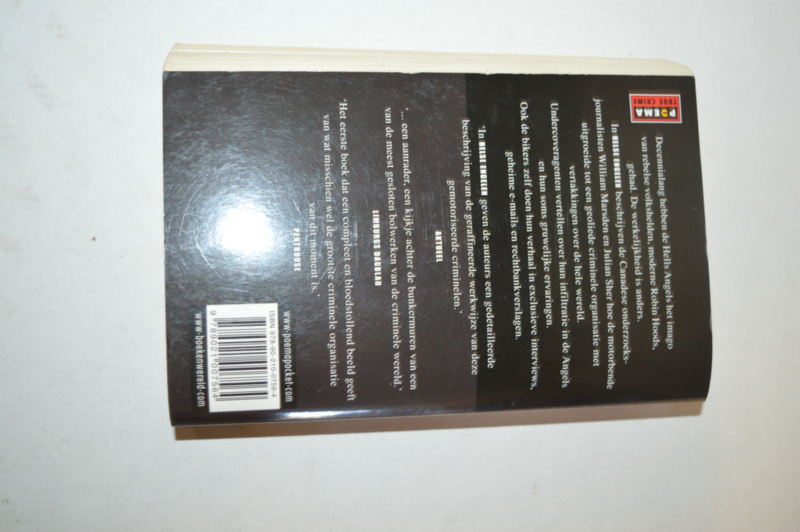 POEMA
TRUE CRIME
Decennialang hebben de Hells Angels het imago
van rebelse volkshelden, moderne Robin Hoods,
gehad. De werkelijkheid is anders.
In HELSE ENGELEN beschrijven de Canadese onderzoeks-
journalisten William Marsden en Julian Sher hoe de motorbende
uitgroeide tot een geoliede criminele organisatie met
vertakkingen over de hele wereld.
Undercoveragenten vertellen over hun infiltratie in de Angels
en hun soms gruwelijke ervaringen.
Ook de bikers zelf doen hun verhaal in exclusieve interviews,
geheime e-mails en rechtbankverslagen.
'In HELSE ENGELEN geven de auteurs een gedetailleerde
beschrijving van de geraffineerde werkwijze van deze
gemotoriseerde criminelen.'
AKTUEEL
'... een aanrader, een kijkje achter de bunkermuren van een
van de meest gesloten bolwerken van de criminele wereld.'
LIMBURGS DAGBLAD
'Het eerste boek dat een compleet en bloedstollend beeld geeft
van wat misschien wel de grootste criminele organisatie
van dit moment is.'
PENTHOUSE
www.poemapocket.com
ISBN 978-90-210-0756-4
9 789021 007564
www.boekenwereld.com